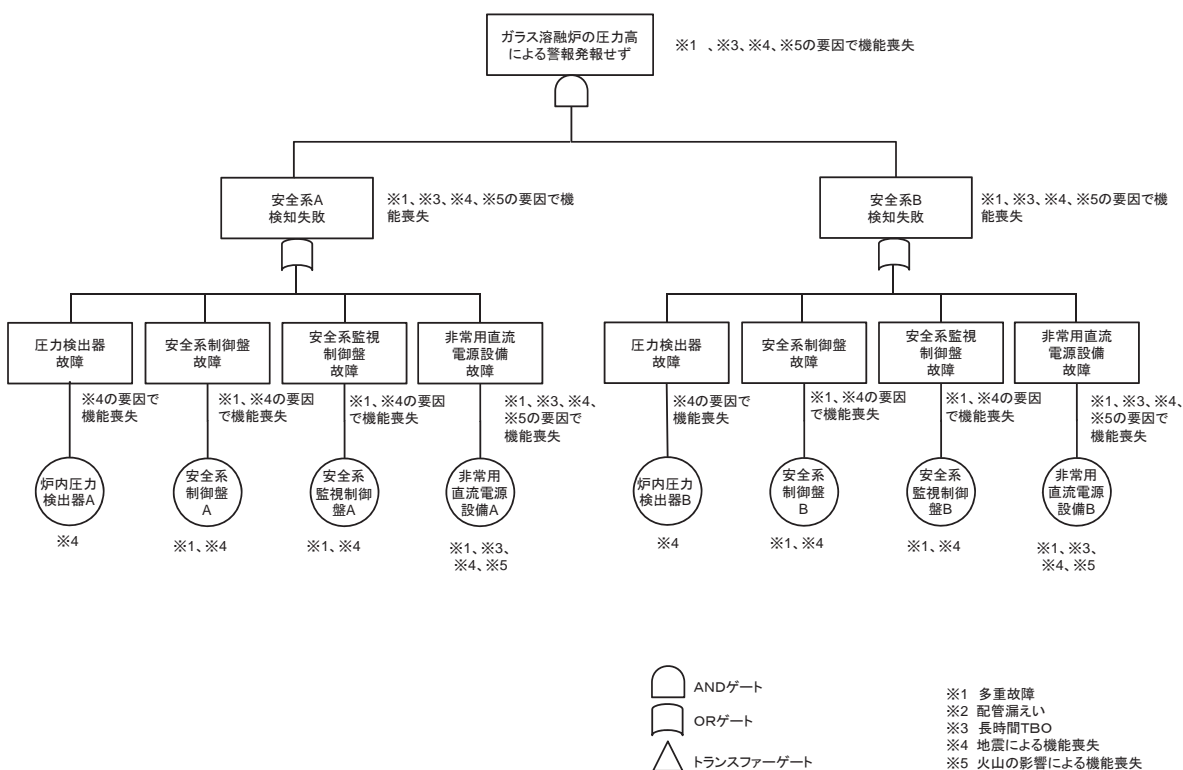 ガラス溶融炉の圧力高
による警報発報せず
※1 、※3、※4、※5の要因で機能喪失
安全系A
検知失敗
※1、※3、※4、※5の要因で機
能喪失
安全系B
検知失敗
※1、※3、※4、※5の要因で機
能喪失
圧力検出器
故障
安全系制御盤
故障
安全系監視
制御盤
故障
非常用直流
電源設備
故障
圧力検出器
故障
安全系制御盤
故障
安全系監視
制御盤
故障
非常用直流
電源設備
故障
※4の要因で
機能喪失
※1、※4の要因
で機能喪失
※1、※4の要因
で機能喪失
※1、※3、※4、
※5の要因で
機能喪失
※4の要因で
機能喪失
※1、※4の要因
で機能喪失
※1、※4の要因
で機能喪失
※1、※3、※4、
※5の要因で
機能喪失
炉内圧力
検出器A
安全系
制御盤
A
安全系
監視制御
盤A
非常用
直流電源
設備A
炉内圧力
検出器B
安全系
制御盤
B
安全系
監視制御
盤B
非常用
直流電源
設備B
※4
※1、※4
※1、※4
※1、※3、
※4、※5
※4
※1、※4
※1、※4
※1、※3、
※4、※5
ANDゲート
ORゲート
トランスファーゲート
※1 多重故障
※2 配管漏えい
※3 長時間TBO
※4 地震による機能喪失
※5 火山の影響による機能喪失